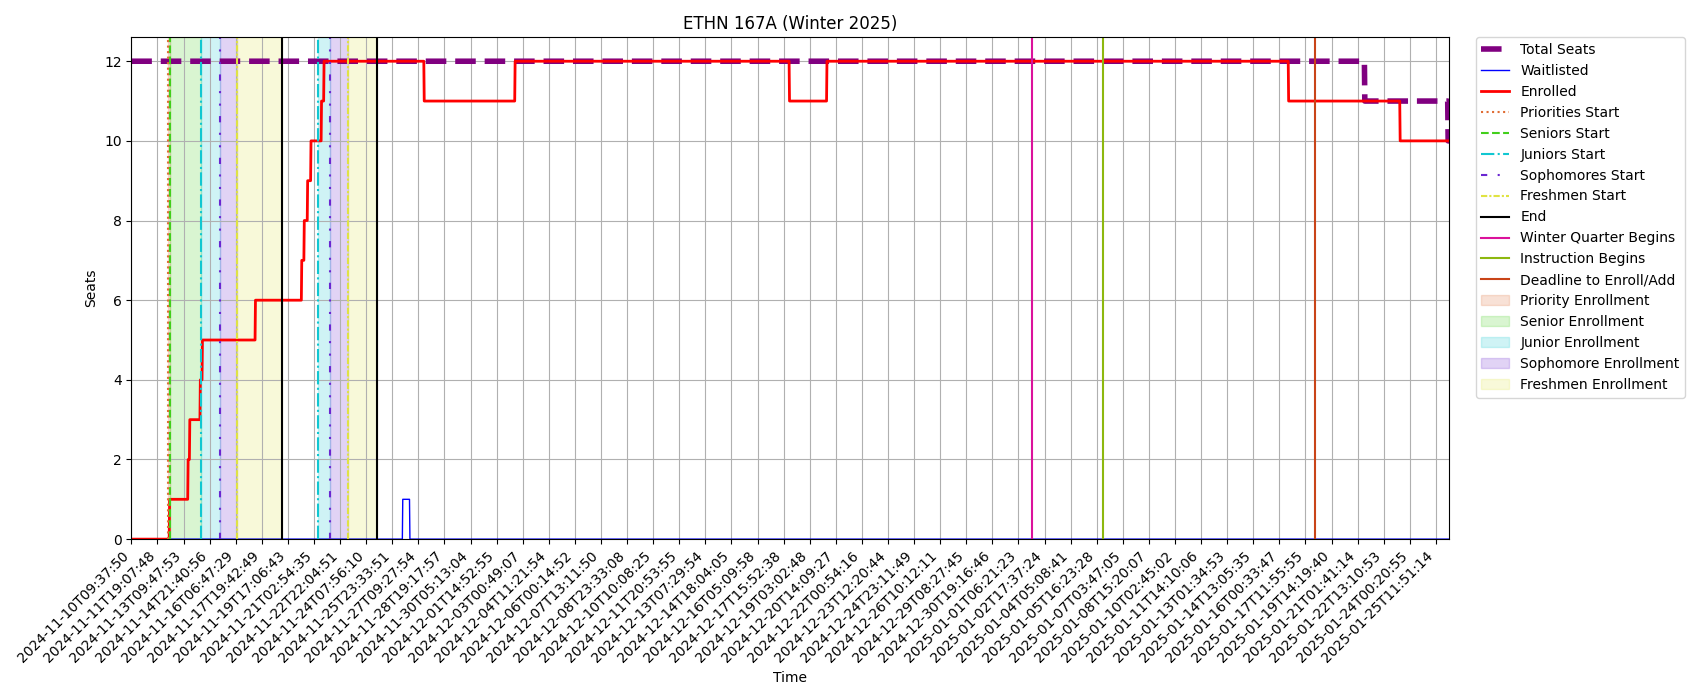 ETHN 167A (Winter 2025)
Seats
12
10
8
6
4
2
0
2024-11-10T09:37:50
2024-11-11T19:07:48
2024-11-13T09:47:53
2024-11-14T21:40:56
2024-11-16T06:47:29
2024-11-17T19:42:49
2024-11-19T17:06:43
2024-11-21T02:54:35
2024-11-22T22:04:51
2024-11-24T07:56:10
2024-11-25T23:33:51
2024-11-27T09:27:54
2024-11-28T19:17:57
2024-11-30T05:13:04
2024-12-01T14:52:55
2024-12-03T00:49:07
2024-12-04T11:21:54
2024-12-06T00:14:52
2024-12-07T13:11:50
2024-12-08T23:33:08
2024-12-10T10:08:25
2024-12-11T20:53:55
2024-12-13T07:29:54
2024-12-14T18:04:05
2024-12-16T05:09:58
2024-12-17T15:52:38
2024-12-19T03:02:48
2024-12-20T14:09:27
2024-12-22T00:54:16
2024-12-23T12:20:44
2024-12-24T23:11:49
2024-12-26T10:12:11
2024-12-29T08:27:45
2024-12-30T19:16:46
2025-01-01T06:21:23
2025-01-02T17:37:24
2025-01-04T05:08:41
2025-01-05T16:23:28
2025-01-07T03:47:05
2025-01-08T15:20:07
2025-01-10T02:45:02
2025-01-11T14:10:06
2025-01-13T01:34:53
2025-01-14T13:05:35
2025-01-16T00:33:47
2025-01-17T11:55:55
2025-01-19T14:19:40
2025-01-21T01:41:14
2025-01-22T13:10:53
2025-01-24T00:20:55
2025-01-25T11:51:14
Time
Total Seats
Waitlisted
Enrolled
Priorities Start
Seniors Start
Juniors Start
Sophomores Start
Freshmen Start
End
Winter Quarter Begins
Instruction Begins
Deadline to Enroll/Add
Priority Enrollment
Senior Enrollment
Junior Enrollment
Sophomore Enrollment
Freshmen Enrollment